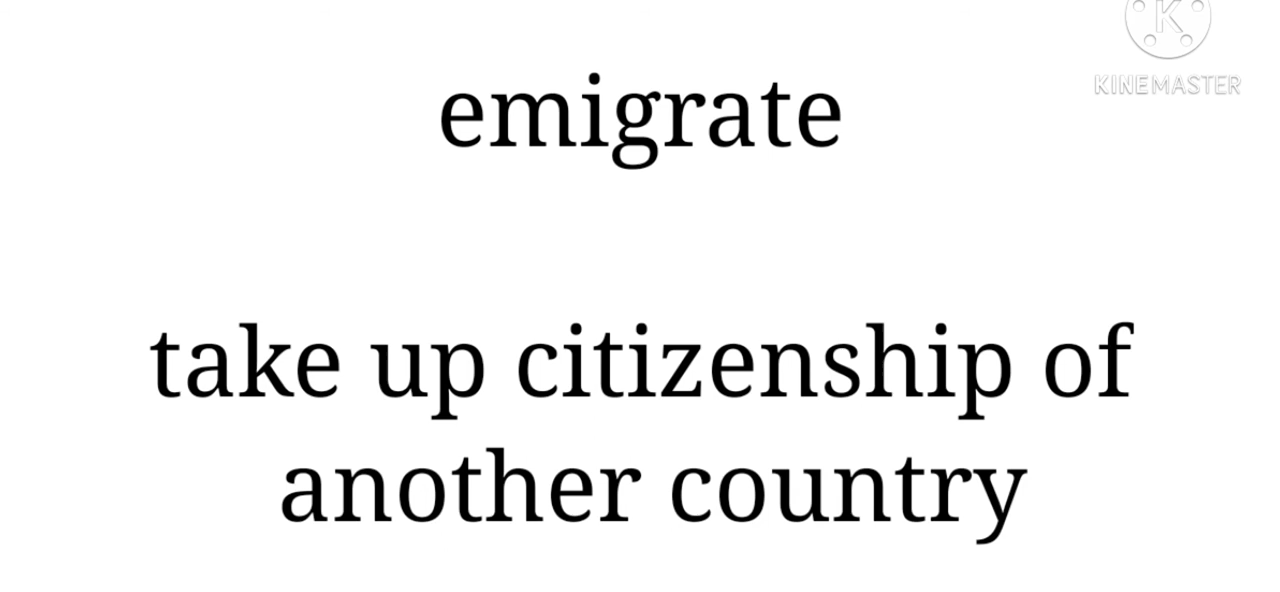 K
KINEMASTER
emigrate
take up citizenship of
another country